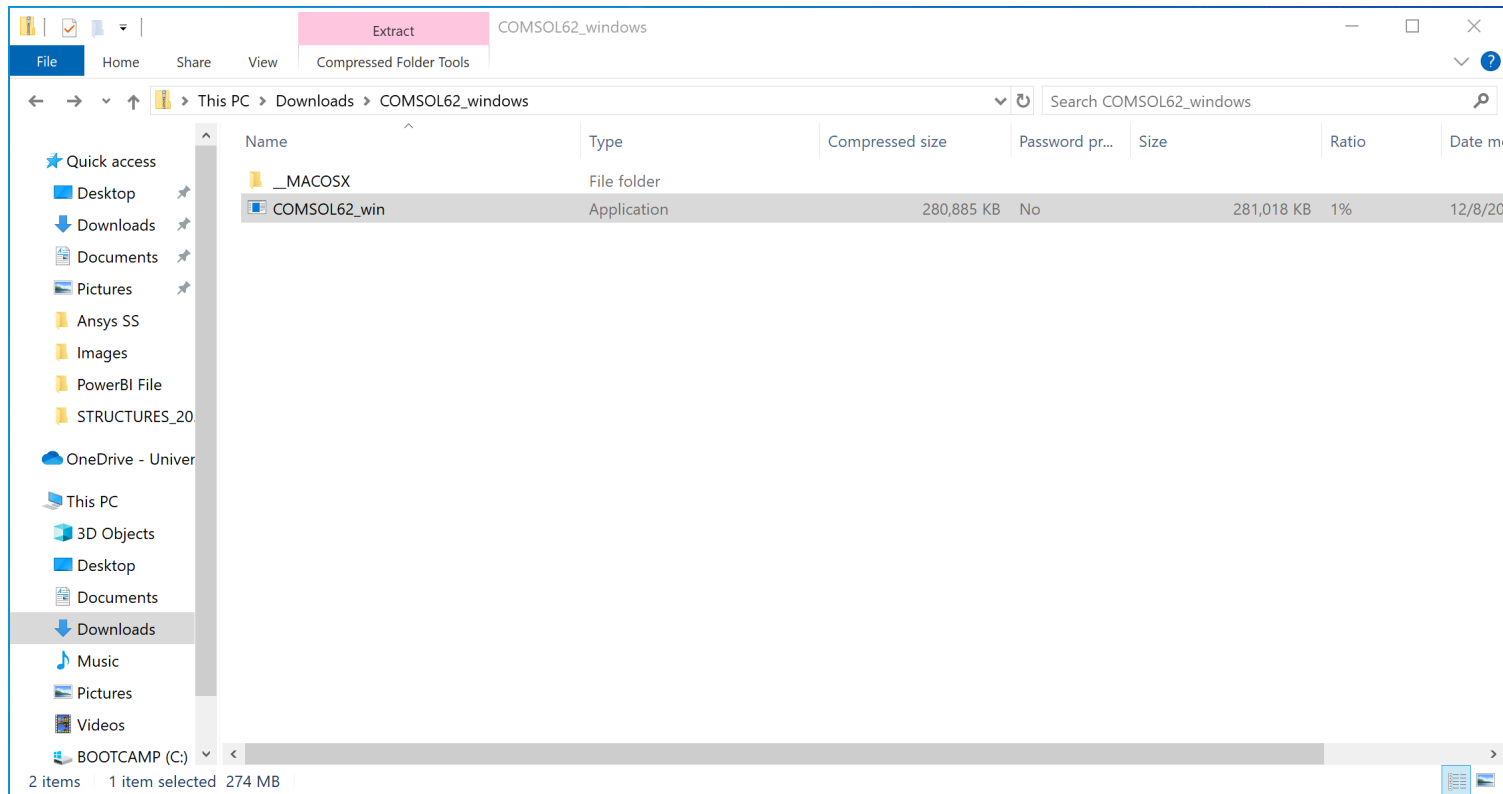 Extract COMSOL62_windows
File Home Share View Compressed Folder Tools ?
This PC > Downloads > COMSOL62_windows Search COMSOL62_windows
Name Type Compressed size Password pr... Size Ratio Date m
__MACOSX File folder
COMSOL62_win Application 280,885 KB No 281,018 KB 1% 12/8/20
Quick access
Desktop
Downloads
Documents
Pictures
Ansys SS
Images
PowerBI File
STRUCTURES_20
OneDrive - Univer
This PC
3D Objects
Desktop
Documents
Downloads
Music
Pictures
Videos
BOOTCAMP (C:)
2 items 1 item selected 274 MB